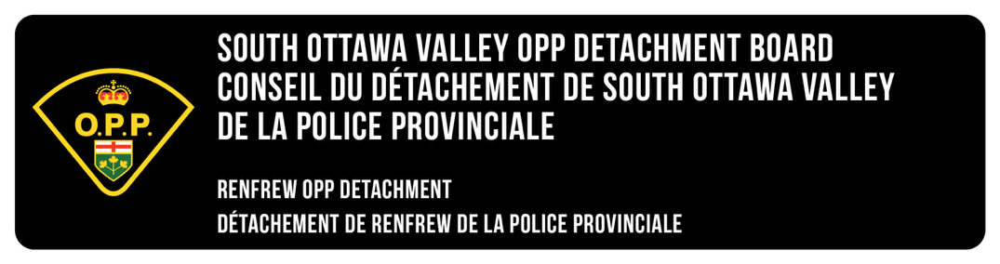 O.P.P.
SOUTH OTTAWA VALLEY OPP DETACHMENT BOARD
CONSEIL DU DÉTACHEMENT DE SOUTH OTTAWA VALLEY
DE LA POLICE PROVINCIALE
RENFREW OPP DETACHMENT
DÉTACHEMENT DE RENFREW DE LA POLICE PROVINCIALE